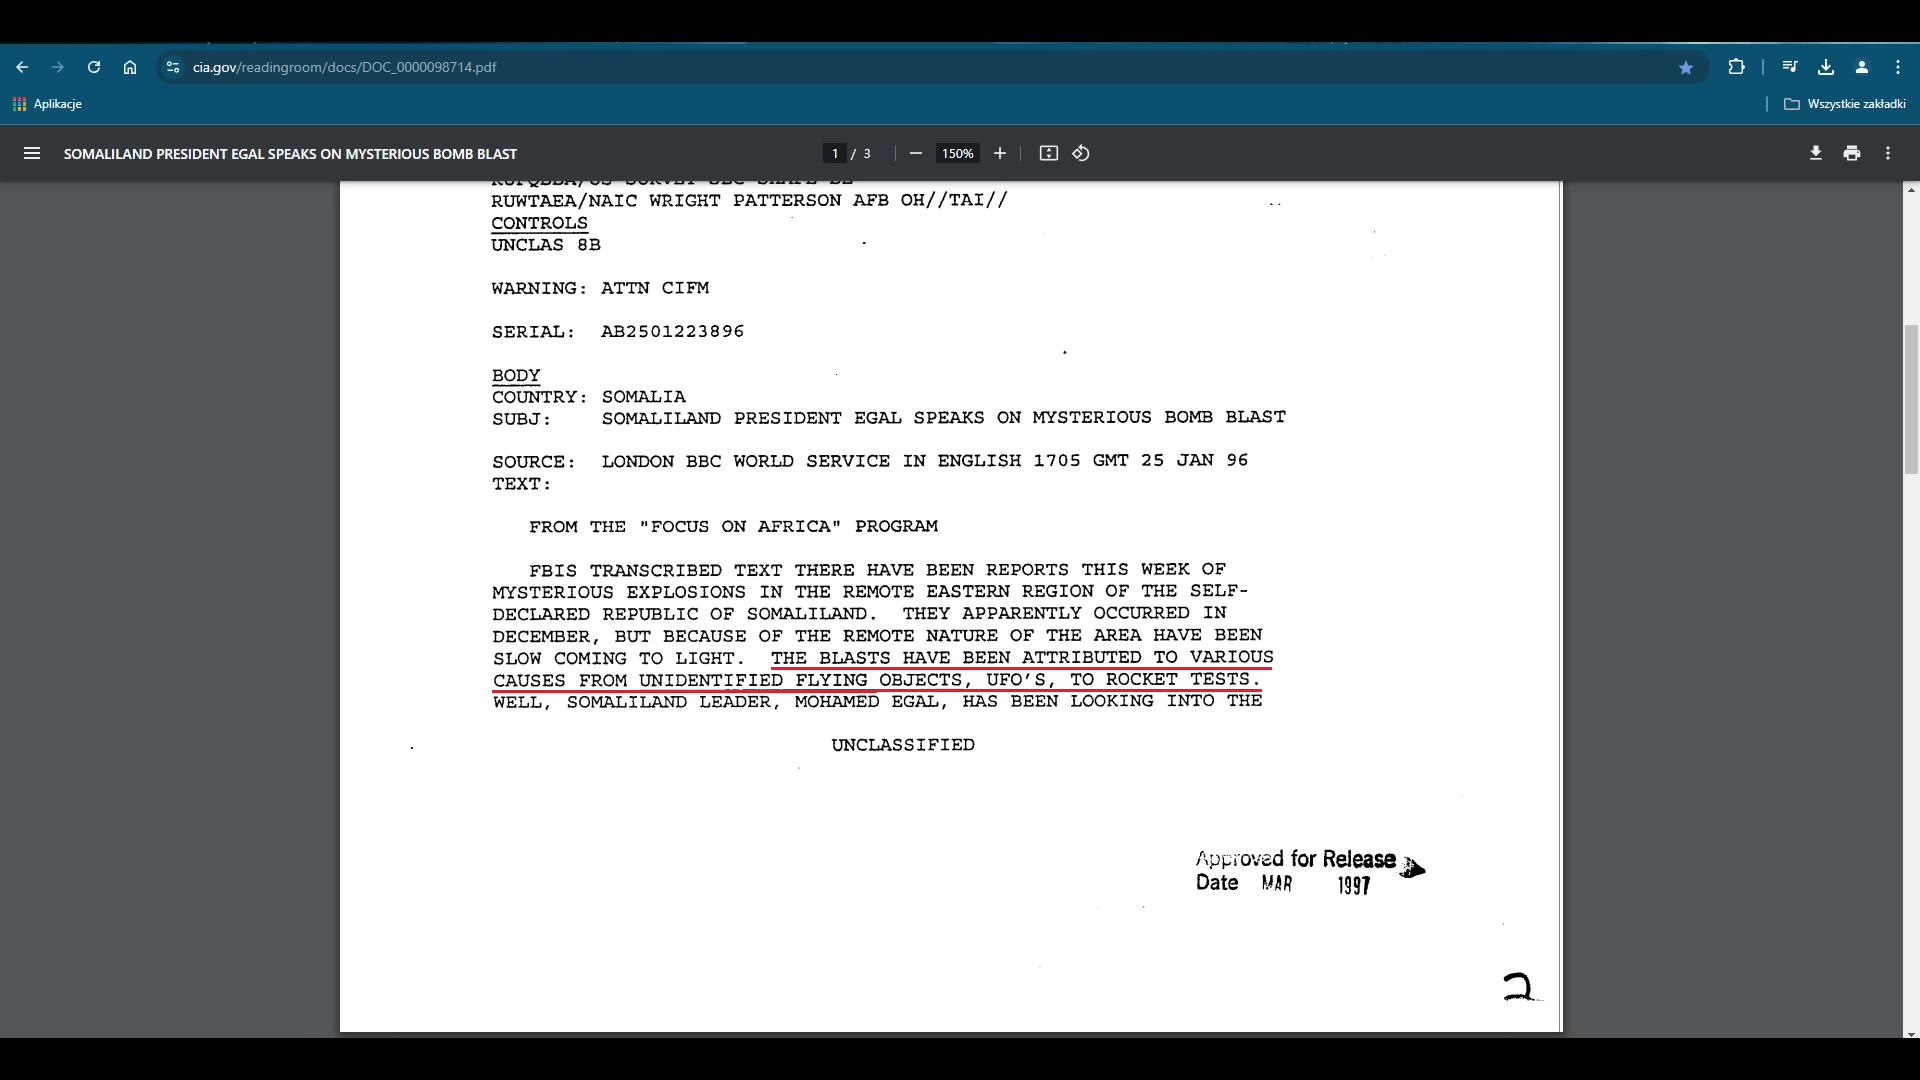 cia.gov/readingroom/docs/DOC_0000098714.pdf
Aplikacje
Wszystkie zakładki
SOMALILAND PRESIDENT EGAL SPEAKS ON MYSTERIOUS BOMB BLAST
1 / 3
150%
RUWTAEA/NAIC WRIGHT PATTERSON AFB OH//TAI//
CONTROLS
UNCLAS 8B
WARNING: ATTN CIFM
SERIAL: AB2501223896
BODY
COUNTRY: SOMALIA
SUBJ: SOMALILAND PRESIDENT EGAL SPEAKS ON MYSTERIOUS BOMB BLAST
SOURCE: LONDON BBC WORLD SERVICE IN ENGLISH 1705 GMT 25 JAN 96
TEXT:
FROM THE "FOCUS ON AFRICA" PROGRAM
FBIS TRANSCRIBED TEXT THERE HAVE BEEN REPORTS THIS WEEK OF
MYSTERIOUS EXPLOSIONS IN THE REMOTE EASTERN REGION OF THE SELF-
DECLARED REPUBLIC OF SOMALILAND. THEY APPARENTLY OCCURRED IN
DECEMBER, BUT BECAUSE OF THE REMOTE NATURE OF THE AREA HAVE BEEN
SLOW COMING TO LIGHT. THE BLASTS HAVE BEEN ATTRIBUTED TO VARIOUS
CAUSES FROM UNIDENTIFIED FLYING OBJECTS, UFO'S, TO ROCKET TESTS.
WELL, SOMALILAND LEADER, MOHAMED EGAL, HAS BEEN LOOKING INTO THE
UNCLASSIFIED
Approved for Release
Date MAR 1997
2